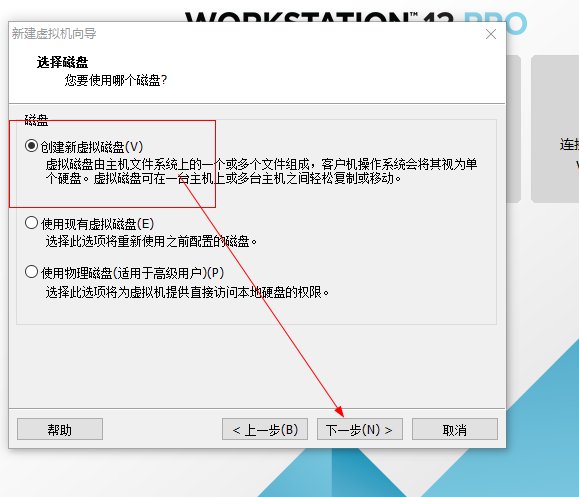 WORKSTATION™ 12 PRO
新建虚拟机向导
选择磁盘
您要使用哪个磁盘?
磁盘
创建新虚拟磁盘(V)
虚拟磁盘由主机文件系统上的一个或多个文件组成，客户机操作系统会将其视为单
个硬盘。虚拟磁盘可在一台主机上或多台主机之间轻松复制或移动。
使用现有虚拟磁盘(E)
选择此选项将重新使用之前配置的磁盘。
使用物理磁盘(适用于高级用户)(P)
选择此选项将为虚拟机提供直接访问本地硬盘的权限。
连接
帮助
< 上一步(B)
下一步(N) >
取消